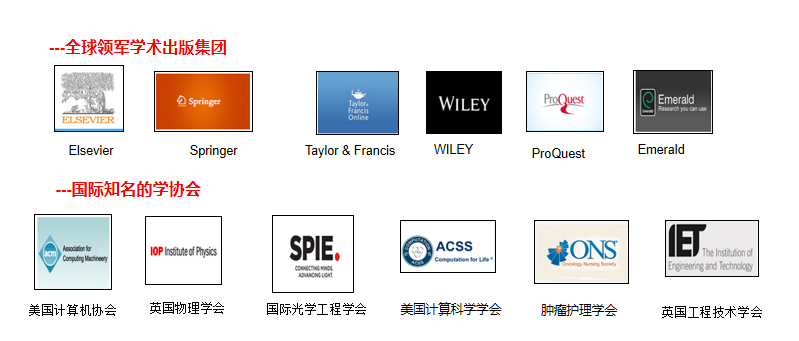 ---全球领军学术出版集团
ELSEVIER
Springer
Taylor & Francis Online
WILEY
ProQuest
Emerald
Research you can use
Elsevier
Springer
Taylor & Francis
WILEY
ProQuest
Emerald
---国际知名的学协会
acm
Association for
Computing Machinery
IOP Institute of Physics
SPIE.
CONNECTING MINDS.
ADVANCING LIGHT.
ACSS
Computation for Life
ONS
Oncology Nursing Society
IET
The Institution of
Engineering and Technology
美国计算机协会
英国物理学会
国际光学工程学会
美国计算科学学会
肿瘤护理学会
英国工程技术学会